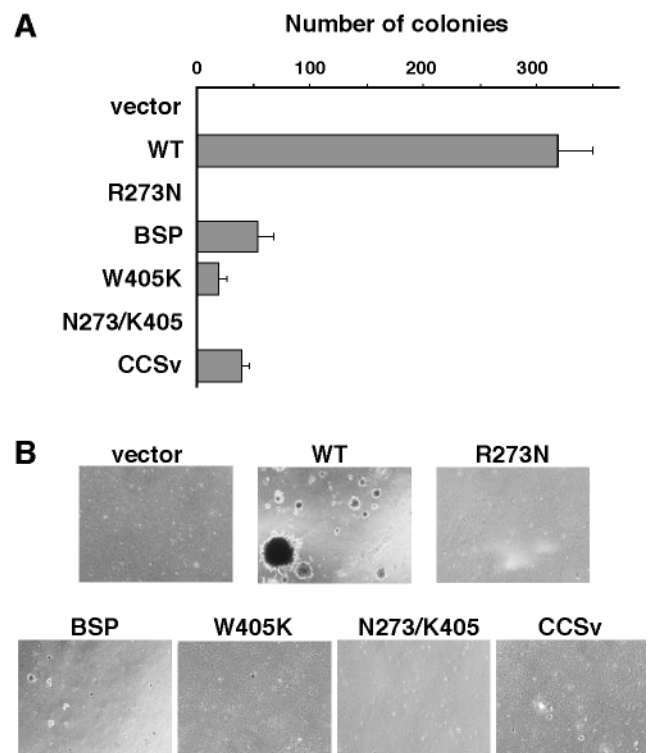 A
Number of colonies
0 100 200 300
vector
WT
R273N
BSP
W405K
N273/K405
CCSv
B
vector WT R273N
BSP W405K N273/K405 CCSv